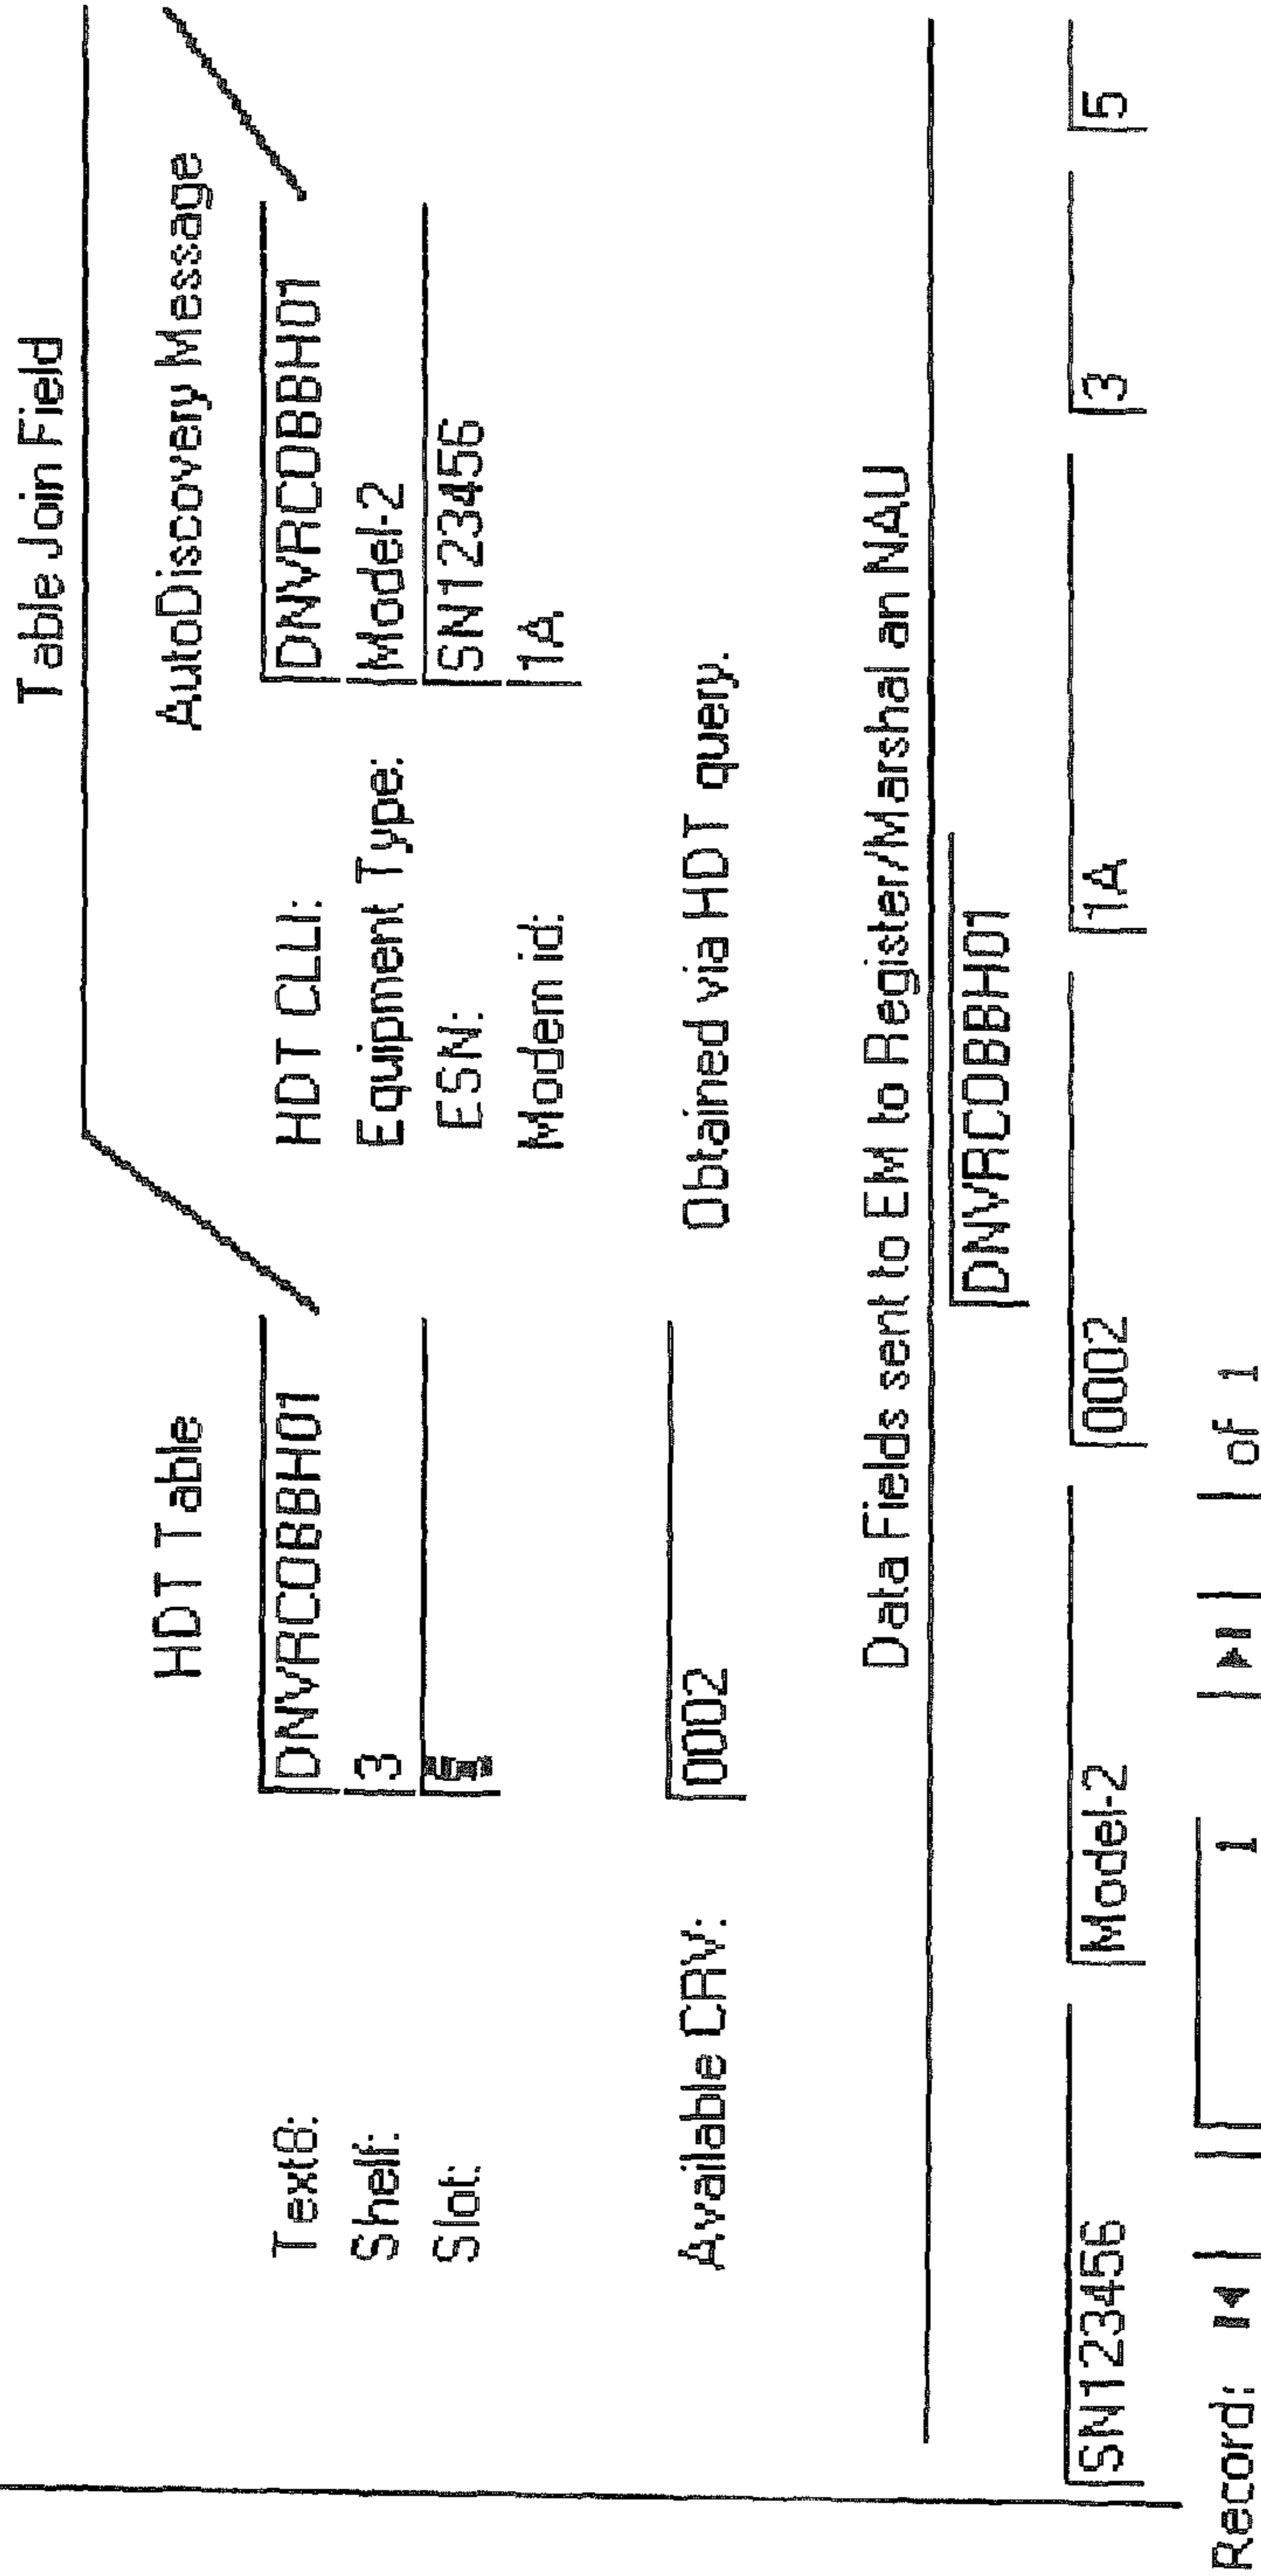 Table Join Field
HDT Table AutoDiscovery Message
Text8: DNVRCOBBH01 HDT CLLI: DNVRCOBBH01
Shelf: 3 Equipment Type: Model-2
Slot: 5 ESN: SN123456
Modem id: 1A
Available CRV: 0002 Obtained via HDT query.
Data Fields sent to EM to Register/Marshal an NAU
DNVRCOBBH01
SN123456 Model-2 0002 1A 3 5
Record: 1 of 1